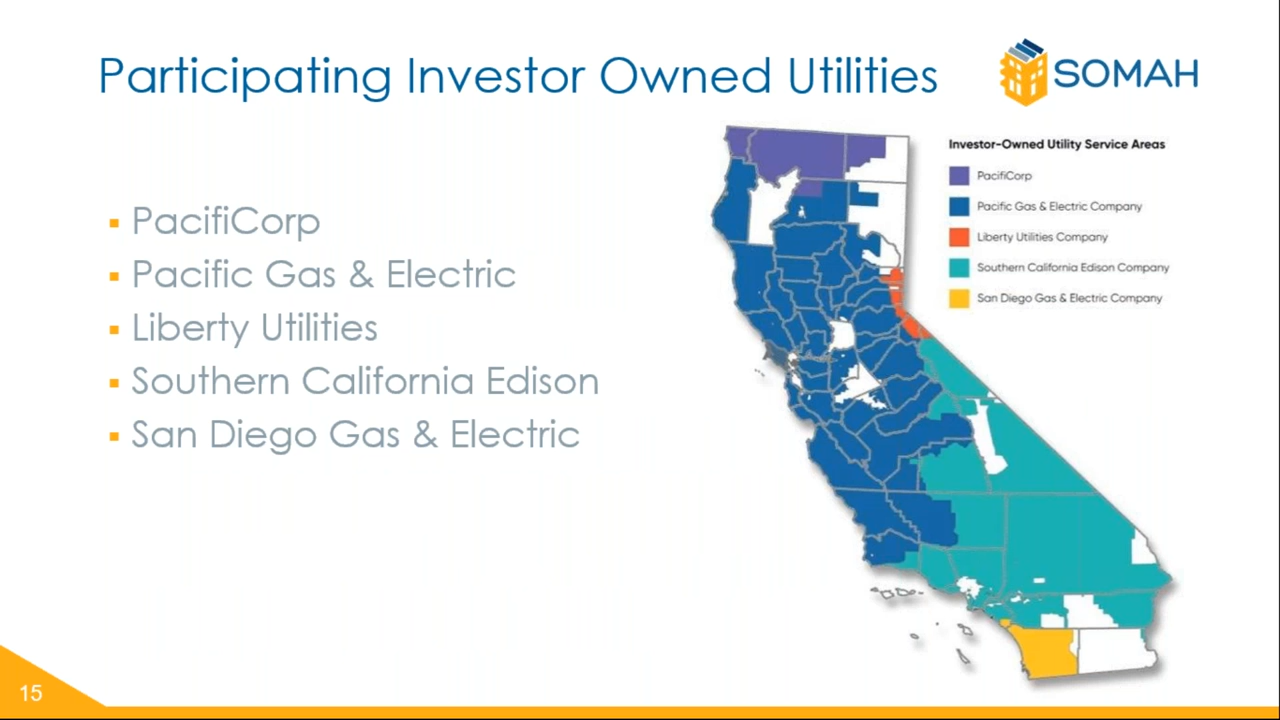 Participating Investor Owned Utilities
SOMAH
PacifiCorp
Pacific Gas & Electric
Liberty Utilities
Southern California Edison
San Diego Gas & Electric
Investor-Owned Utility Service Areas
PacifiCorp
Pacific Gas & Electric Company
Liberty Utilities Company
Southern California Edison Company
San Diego Gas & Electric Company
15